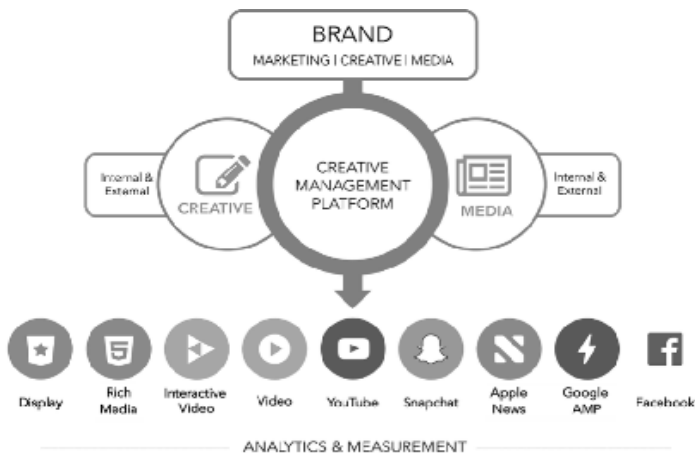 BRAND
MARKETING | CREATIVE | MEDIA
Internal &
External
CREATIVE
CREATIVE
MANAGEMENT
PLATFORM
MEDIA
Internal &
External
5
Display
Rich
Media
Interactive
Video
Video
YouTube
Snapchat
Apple
News
Google
AMP
Facebook
ANALYTICS & MEASUREMENT